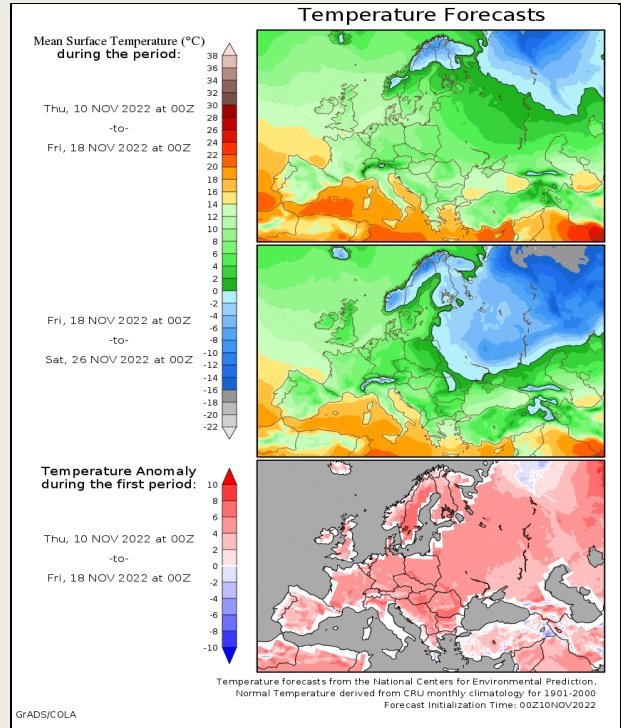 Temperature Forecasts
Mean Surface Temperature (°C)
during the period:
38
36
34
32
30
28
26
24
22
20
18
16
14
12
10
8
6
4
2
0
-2
-4
-6
-8
-10
-12
-14
-16
-18
-20
-22
Thu, 10 NOV 2022 at 00Z
-to-
Fri, 18 NOV 2022 at 00Z
Fri, 18 NOV 2022 at 00Z
-to-
Sat, 26 NOV 2022 at 00Z
Temperature Anomaly
during the first period:
10
8
6
4
2
0
-2
-4
-6
-8
-10
Thu, 10 NOV 2022 at 00Z
-to-
Fri, 18 NOV 2022 at 00Z
Temperature forecasts from the National Centers for Environmental Prediction.
Normal Temperature derived from CRU monthly climatology for 1901-2000
Forecast Initialization Time: 00Z10NOV2022
GrADS/COLA